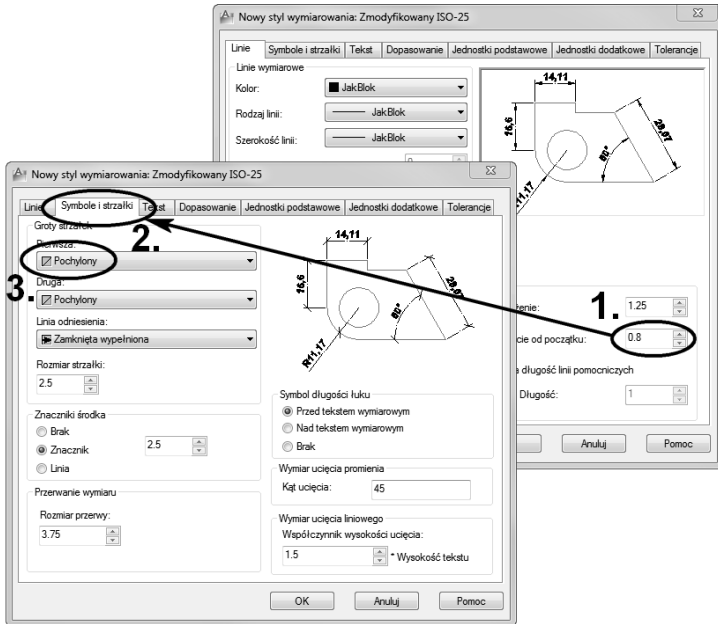 Nowy styl wymiarowania: Zmodyfikowany ISO-25
Linie Symbole i strzałki Tekst Dopasowanie Jednostki podstawowe Jednostki dodatkowe Tolerancje
Linie wymiarowe
Kolor: JakBlok
Rodzaj linii: JakBlok
Szerokość linii: JakBlok
14,11
16,6
28,07
60°
R11,17
1.
1.25
cie od początku: 0.8
długość linii pomocniczych
Długość: 1
Anuluj Pomoc
Nowy styl wymiarowania: Zmodyfikowany ISO-25
Linie Symbole i strzałki Tekst Dopasowanie Jednostki podstawowe Jednostki dodatkowe Tolerancje
2.
Groty strzałek
Pierwsza:
Pochylony
3.
Druga:
Pochylony
Linia odniesienia:
Zamknięta wypełniona
Rozmiar strzałki:
2.5
Znaczniki środka
Brak
Znacznik 2.5
Linia
Przerwanie wymiaru
Rozmiar przerwy:
3.75
14,11
16,6
28,07
60°
R11,17
Symbol długości łuku
Przed tekstem wymiarowym
Nad tekstem wymiarowym
Brak
Wymiar ucięcia promienia
Kąt ucięcia: 45
Wymiar ucięcia liniowego
Współczynnik wysokości ucięcia:
1.5 * Wysokość tekstu
OK Anuluj Pomoc